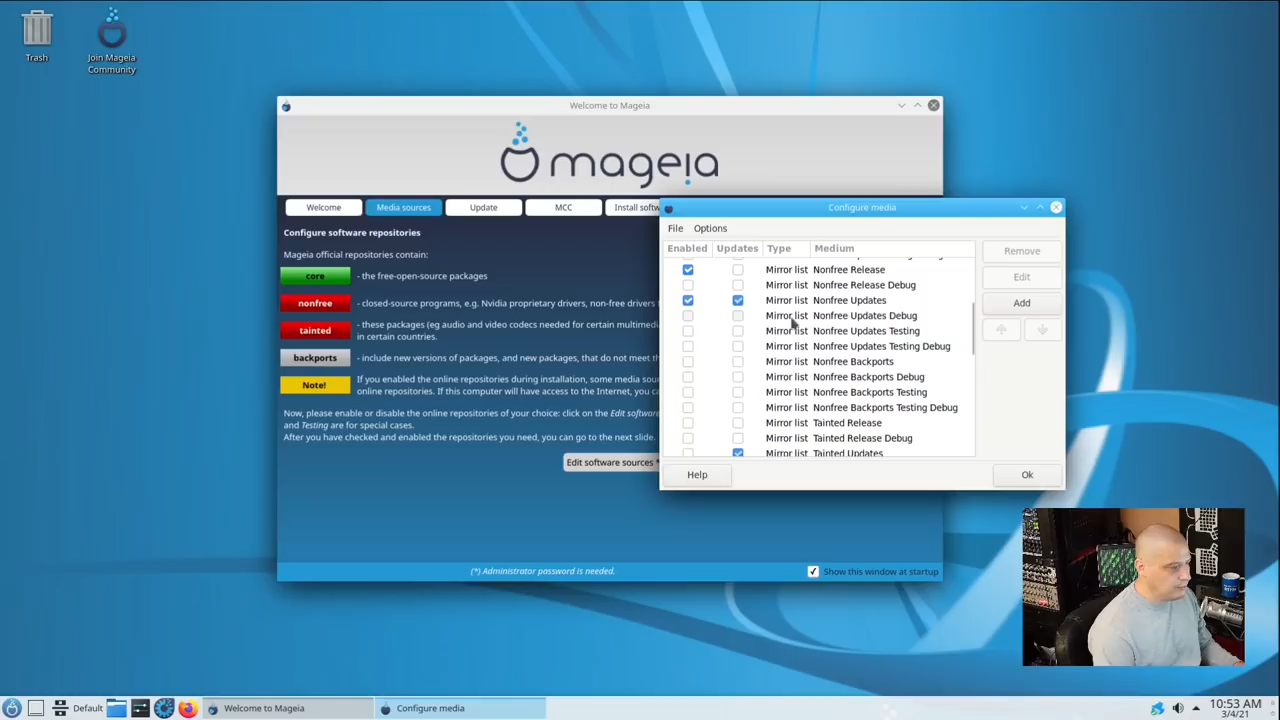 Trash
Join Mageia
Community
Welcome to Mageia
mageia
Welcome
Media sources
Update
MCC
Install softw
Configure software repositories
Mageia official repositories contain:
core
- the free-open-source packages
nonfree
- closed-source programs, e.g. Nvidia proprietary drivers, non-free drivers f
tainted
- these packages (eg audio and video codecs needed for certain multimedia
in certain countries.
backports
- include new versions of packages, and new packages, that do not meet th
Note!
If you enabled the online repositories during installation, some media sour
online repositories. If this computer will have access to the Internet, you ca
Now, please enable or disable the online repositories of your choice: click on the Edit software
and Testing are for special cases.
After you have checked and enabled the repositories you need, you can go to the next slide.
Edit software sources *
(*) Administrator password is needed.
Show this window at startup
Configure media
File Options
Enabled Updates Type Medium
Mirror list Nonfree Release
Mirror list Nonfree Release Debug
Mirror list Nonfree Updates
Mirror list Nonfree Updates Debug
Mirror list Nonfree Updates Testing
Mirror list Nonfree Updates Testing Debug
Mirror list Nonfree Backports
Mirror list Nonfree Backports Debug
Mirror list Nonfree Backports Testing
Mirror list Nonfree Backports Testing Debug
Mirror list Tainted Release
Mirror list Tainted Release Debug
Mirror list Tainted Updates
Remove
Edit
Add
Help
Ok
Default
Welcome to Mageia
Configure media
10:53 AM
3/4/21